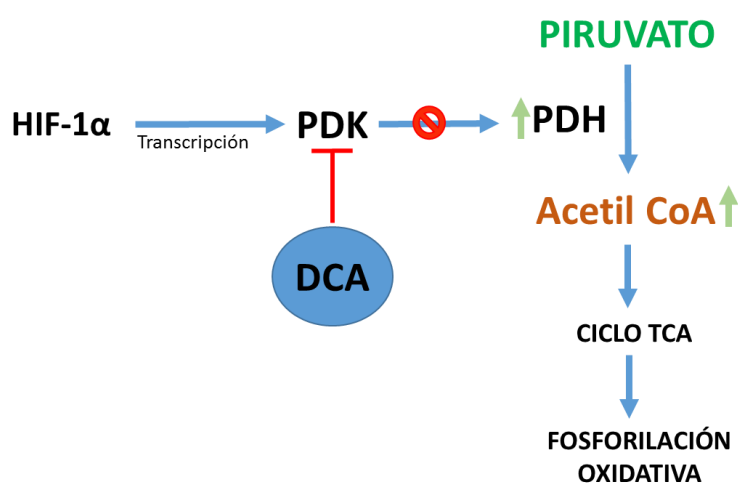 PIRUVATO
HIF-1α
Transcripción
PDK
PDH
Acetil CoA
DCA
CICLO TCA
FOSFORILACIÓN
OXIDATIVA